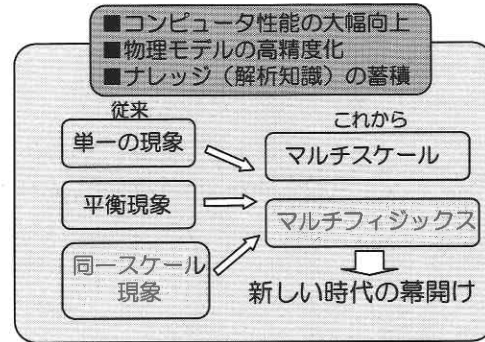 ■コンピュータ性能の大幅向上
■物理モデルの高精度化
■ナレッジ（解析知識）の蓄積
従来
単一の現象
平衡現象
同一スケール
現象
これから
マルチスケール
マルチフィジックス
新しい時代の幕開け